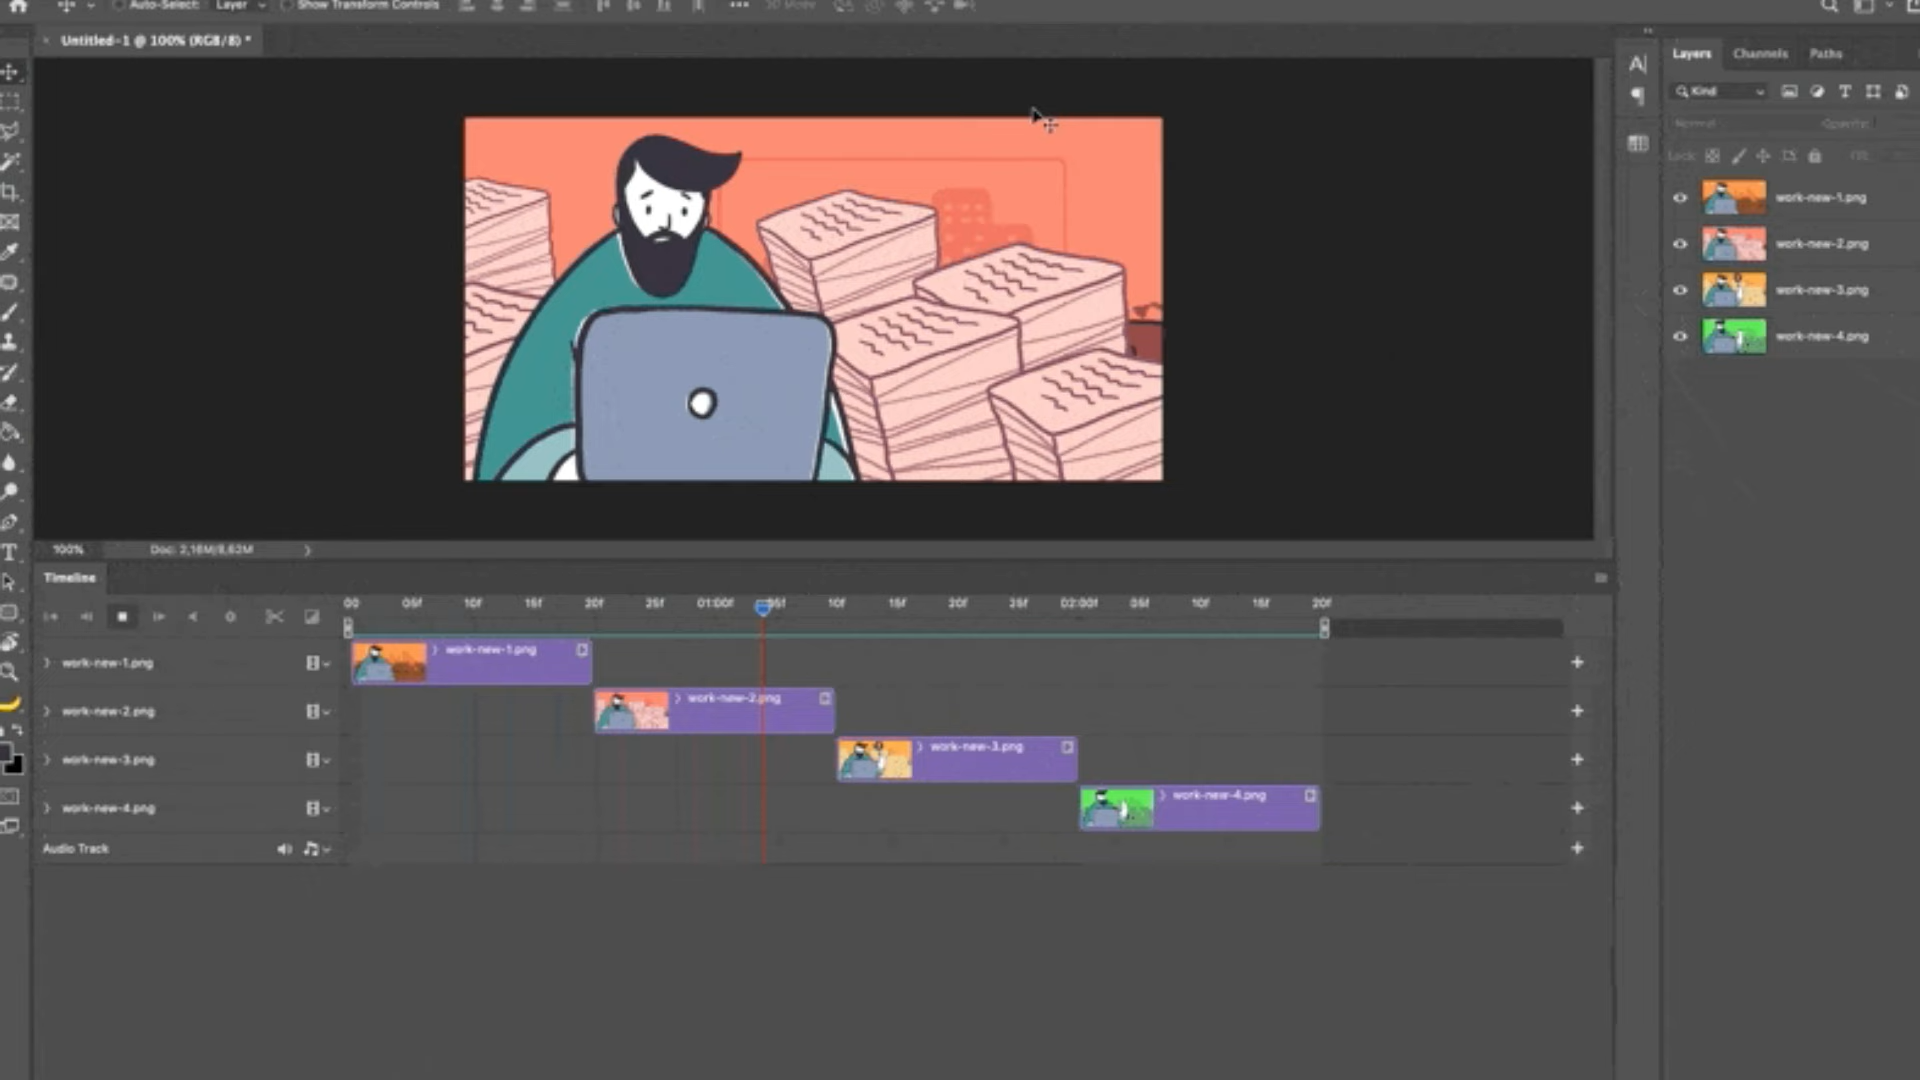 Auto-Select: Layer Show Transform Controls 3D Mode
Untitled-1 @ 100% (RGB/8) *
Layers Channels Paths
Kind
Normal Opacity:
Lock: Fill:
work-new-1.png
work-new-2.png
work-new-3.png
work-new-4.png
100% Doc: 2,16M/8,63M
Timeline
00 05f 10f 15f 20f 25f 01:00f 05f 10f 15f 20f 25f 02:00f 05f 10f 15f 20f
work-new-1.png work-new-1.png
work-new-2.png work-new-2.png
work-new-3.png work-new-3.png
work-new-4.png work-new-4.png
Audio Track